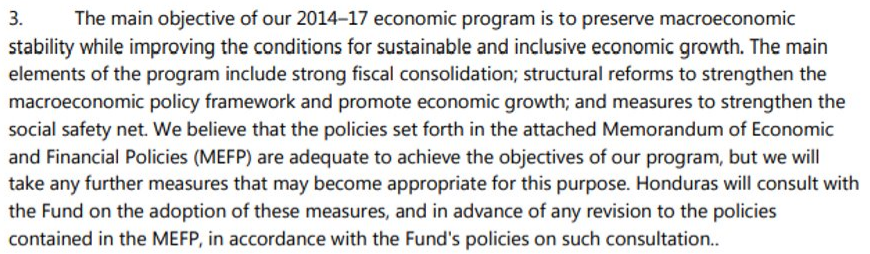 3. The main objective of our 2014–17 economic program is to preserve macroeconomic
stability while improving the conditions for sustainable and inclusive economic growth. The main
elements of the program include strong fiscal consolidation; structural reforms to strengthen the
macroeconomic policy framework and promote economic growth; and measures to strengthen the
social safety net. We believe that the policies set forth in the attached Memorandum of Economic
and Financial Policies (MEFP) are adequate to achieve the objectives of our program, but we will
take any further measures that may become appropriate for this purpose. Honduras will consult with
the Fund on the adoption of these measures, and in advance of any revision to the policies
contained in the MEFP, in accordance with the Fund's policies on such consultation..